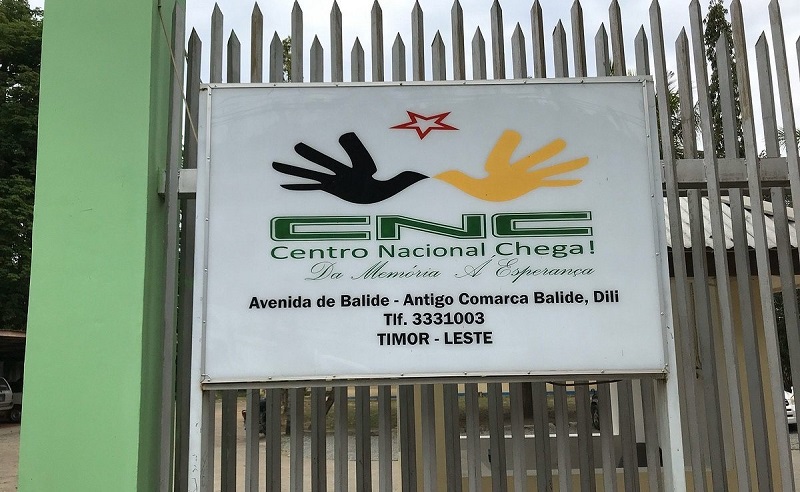 CNC
Centro Nacional Chega!
Da Memória Á Esperança
Avenida de Balide - Antigo Comarca Balide, Dili
Tlf. 3331003
TIMOR - LESTE